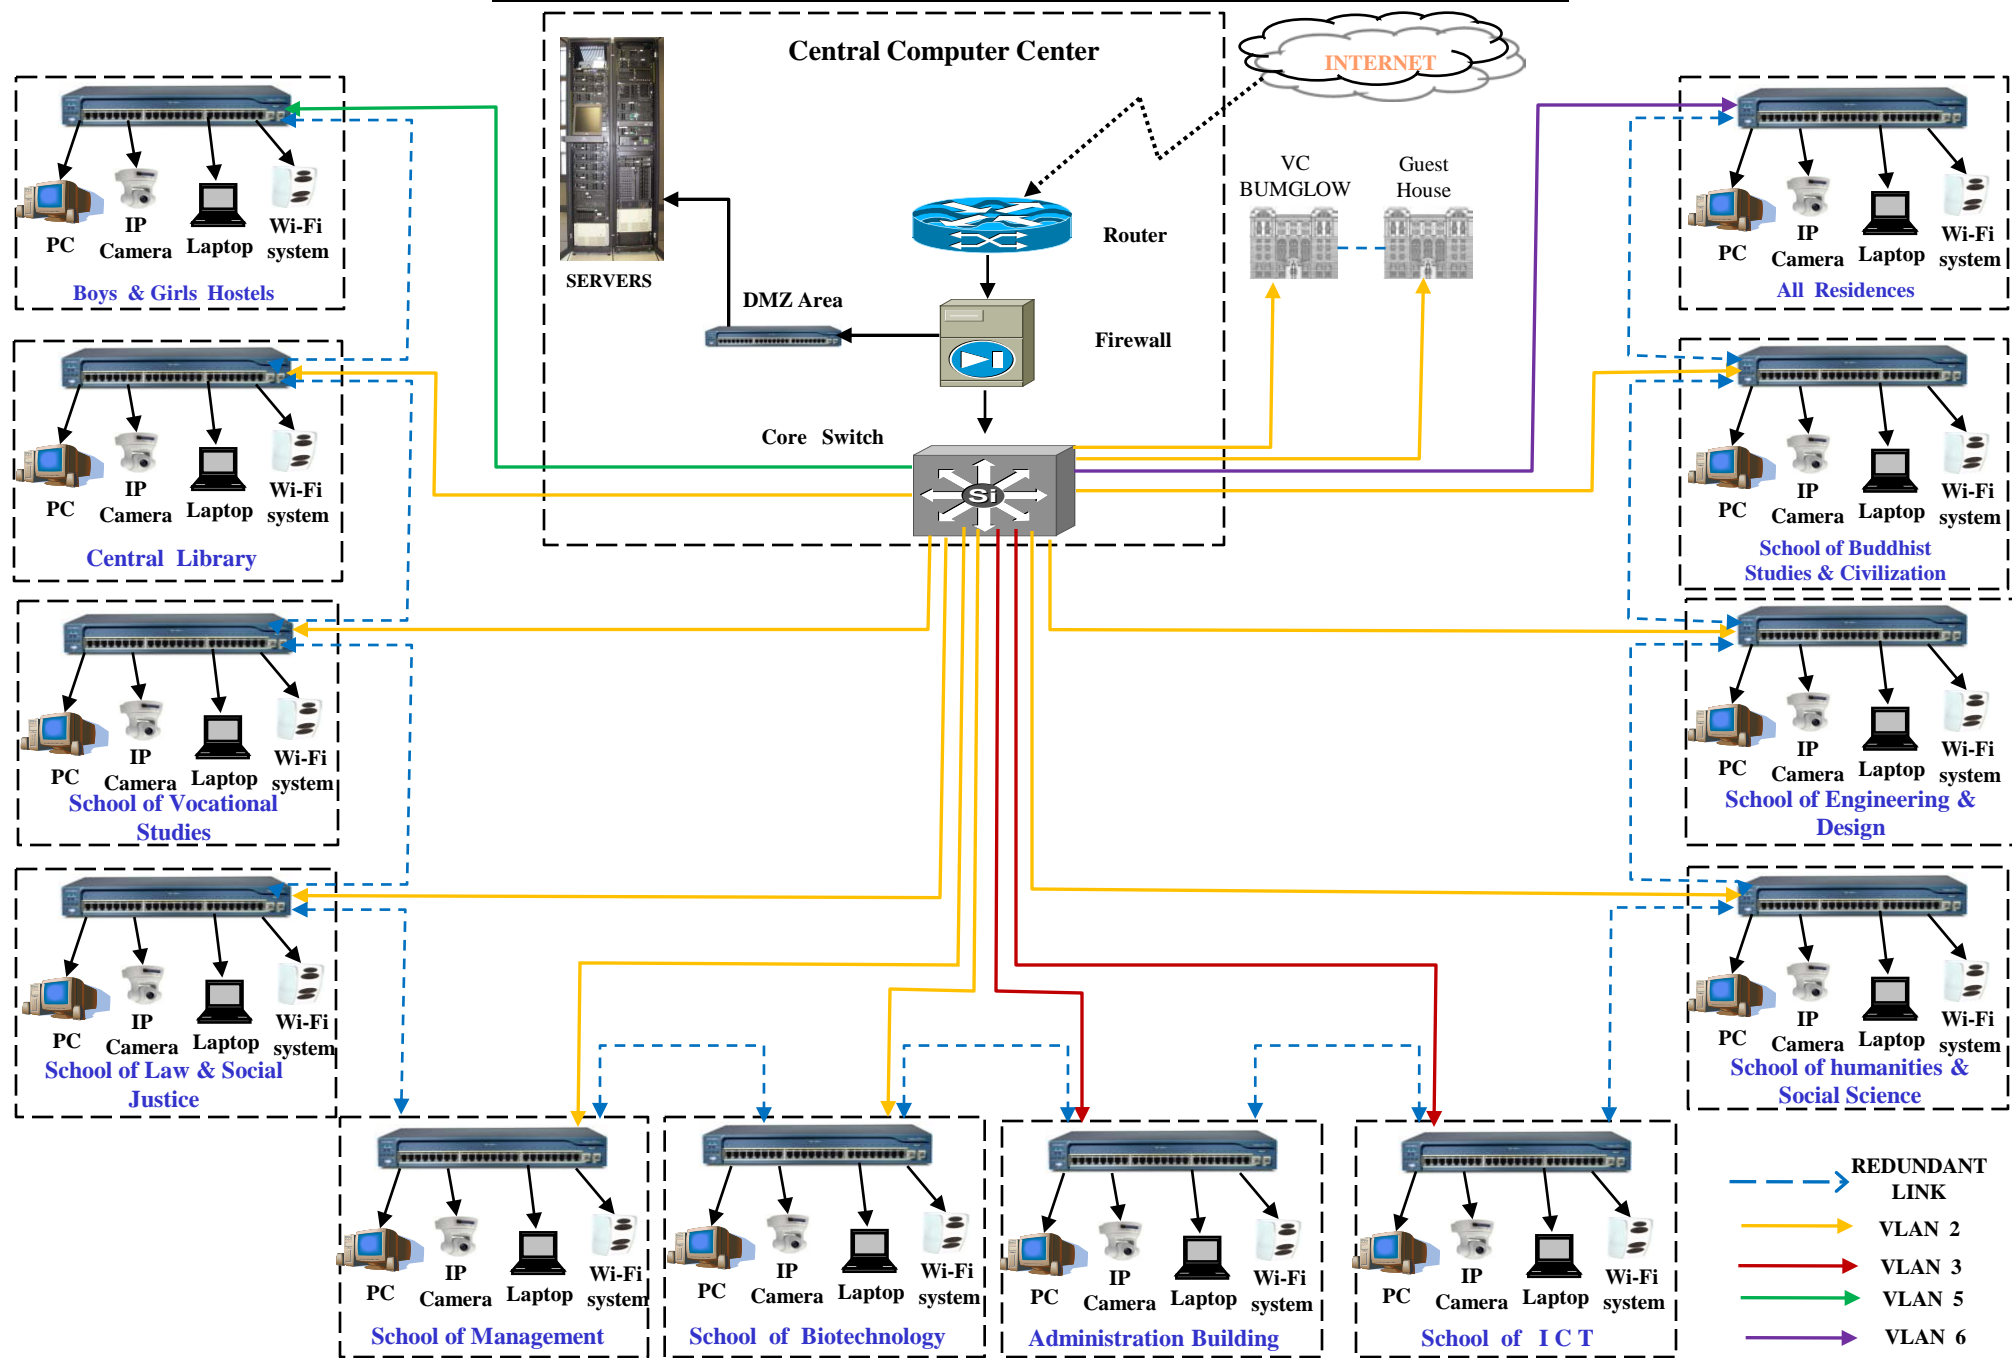 Central Computer Center
INTERNET
SERVERS
DMZ Area
Router
Firewall
Core Switch
Si
VC
BUMGLOW
Guest
House
PC
IP
Camera
Laptop
Wi-Fi
system
Boys & Girls Hostels
PC
IP
Camera
Laptop
Wi-Fi
system
Central Library
PC
IP
Camera
Laptop
Wi-Fi
system
School of Vocational
Studies
PC
IP
Camera
Laptop
Wi-Fi
system
School of Law & Social
Justice
PC
IP
Camera
Laptop
Wi-Fi
system
School of Management
PC
IP
Camera
Laptop
Wi-Fi
system
School of Biotechnology
PC
IP
Camera
Laptop
Wi-Fi
system
Administration Building
PC
IP
Camera
Laptop
Wi-Fi
system
School of I C T
PC
IP
Camera
Laptop
Wi-Fi
system
All Residences
PC
IP
Camera
Laptop
Wi-Fi
system
School of Buddhist
Studies & Civilization
PC
IP
Camera
Laptop
Wi-Fi
system
School of Engineering &
Design
PC
IP
Camera
Laptop
Wi-Fi
system
School of humanities &
Social Science
REDUNDANT
LINK
VLAN 2
VLAN 3
VLAN 5
VLAN 6